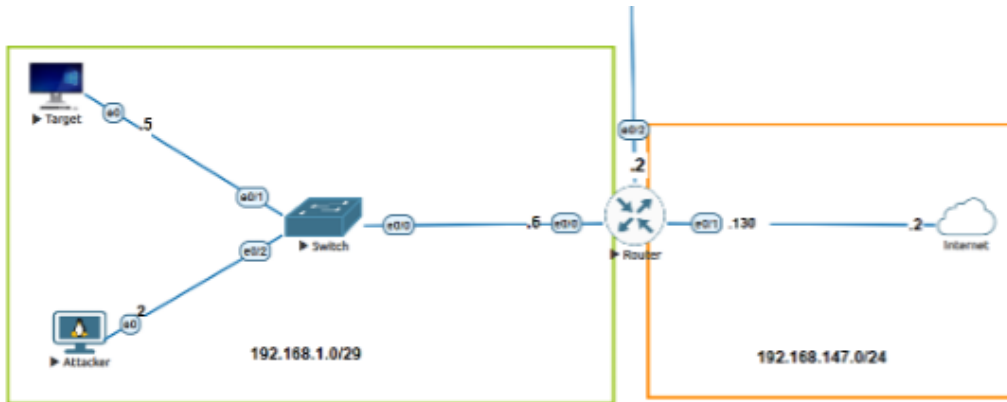 Target
e0
.5
e0/1
e0/0
Switch
e0/2
e0
2
Attacker
192.168.1.0/29
e0/2
.2
.6
e0/0
Router
e0/1
.130
.2
Internet
192.168.147.0/24